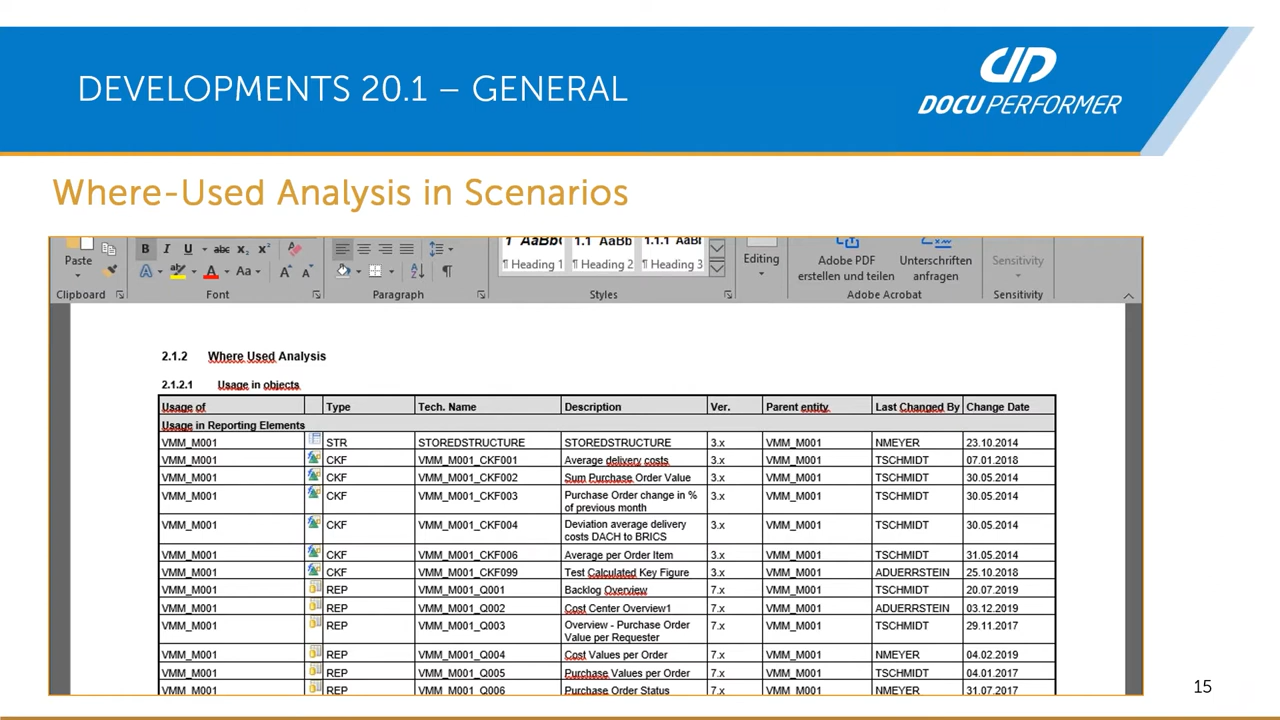 DEVELOPMENTS 20.1 – GENERAL
DOCU PERFORMER
Where-Used Analysis in Scenarios
Paste
B I U abc x₂ x²
A ab A Aa A A
¶
1 AaBbC 1.1 AaBb 1.1.1 AaBl
¶ Heading 1 ¶ Heading 2 ¶ Heading 3
Editing
Adobe PDF erstellen und teilen
Unterschriften anfragen
Sensitivity
Clipboard Font Paragraph Styles Adobe Acrobat Sensitivity
2.1.2 Where Used Analysis
2.1.2.1 Usage in objects
Usage of Type Tech. Name Description Ver. Parent entity Last Changed By Change Date
Usage in Reporting Elements
VMM_M001 STR STOREDSTRUCTURE STOREDSTRUCTURE 3.x VMM_M001 NMEYER 23.10.2014
VMM_M001 CKF VMM_M001_CKF001 Average delivery costs 3.x VMM_M001 TSCHMIDT 07.01.2018
VMM_M001 CKF VMM_M001_CKF002 Sum Purchase Order Value 3.x VMM_M001 TSCHMIDT 30.05.2014
VMM_M001 CKF VMM_M001_CKF003 Purchase Order change in % 3.x VMM_M001 TSCHMIDT 30.05.2014
of previous month
VMM_M001 CKF VMM_M001_CKF004 Deviation average delivery 3.x VMM_M001 TSCHMIDT 30.05.2014
costs DACH to BRICS
VMM_M001 CKF VMM_M001_CKF006 Average per Order Item 3.x VMM_M001 TSCHMIDT 31.05.2014
VMM_M001 CKF VMM_M001_CKF099 Test Calculated Key Figure 3.x VMM_M001 ADUERRSTEIN 25.10.2018
VMM_M001 REP VMM_M001_Q001 Backlog Overview 7.x VMM_M001 TSCHMIDT 20.07.2019
VMM_M001 REP VMM_M001_Q002 Cost Center Overview1 7.x VMM_M001 ADUERRSTEIN 03.12.2019
VMM_M001 REP VMM_M001_Q003 Overview - Purchase Order 7.x VMM_M001 TSCHMIDT 29.11.2017
Value per Requester
VMM_M001 REP VMM_M001_Q004 Cost Values per Order 7.x VMM_M001 NMEYER 04.02.2019
VMM_M001 REP VMM_M001_Q005 Purchase Values per Order 7.x VMM_M001 TSCHMIDT 04.01.2017
VMM_M001 REP VMM_M001_Q006 Purchase Order Status 7.x VMM_M001 NMEYER 31.07.2017
15